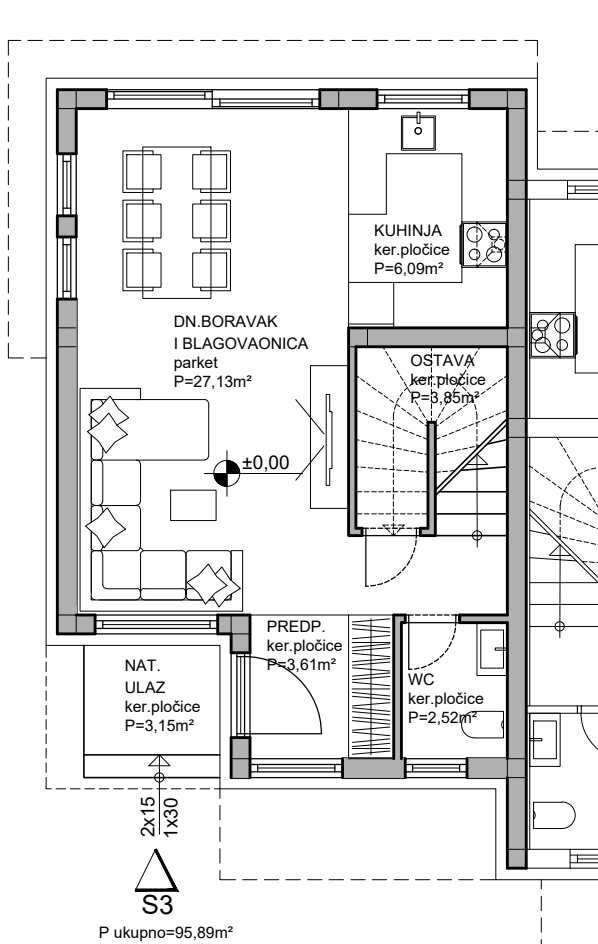 KUHINJA
ker.pločice
P=6,09m²
DN.BORAVAK
I BLAGOVAONICA
parket
P=27,13m²
OSTAVA
ker.pločice
P=3,85m²
±0,00
PREDP.
ker.pločice
P=3,61m²
NAT.
ULAZ
ker.pločice
P=3,15m²
WC
ker.pločice
P=2,52m²
2x15
1x30
S3
P ukupno=95,89m²